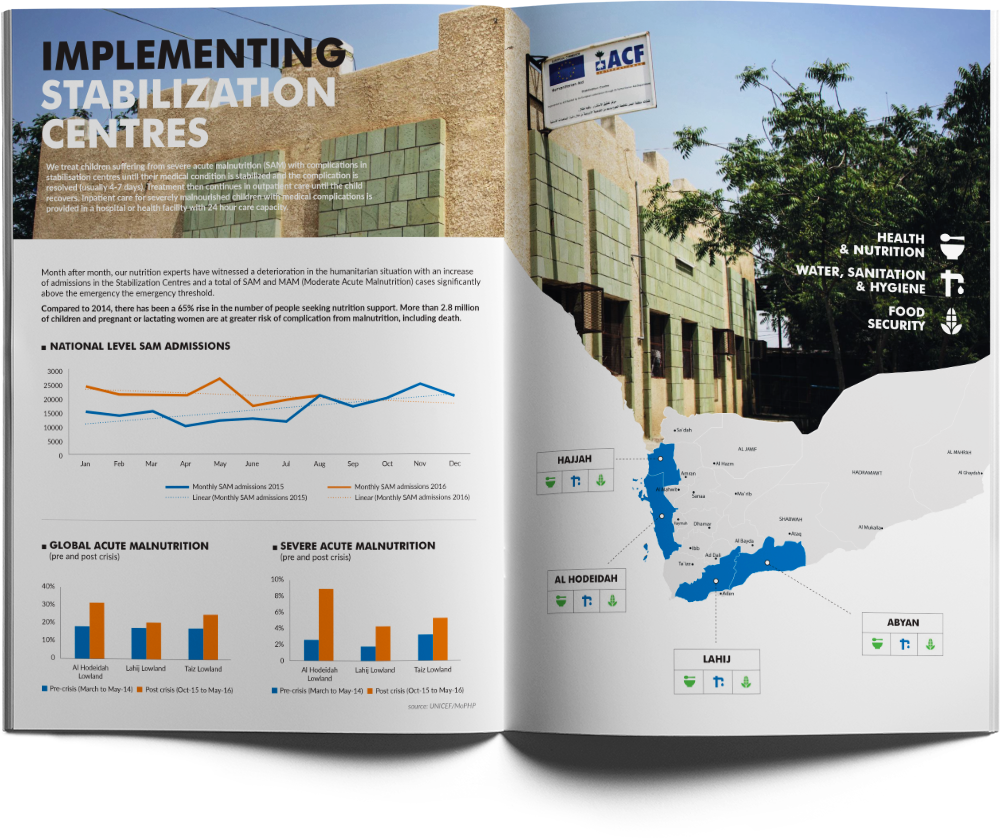 IMPLEMENTING
STABILIZATION
CENTRES
We treat children suffering from severe acute malnutrition (SAM) with complications in
stabilisation centres until their medical condition is stabilized and the complication is
resolved (usually 4-7 days). Treatment then continues in outpatient care until the child
recovers. Inpatient care for severely malnourished children with medical complications is
provided in a hospital or health facility with 24 hour care capacity.
Month after month, our nutrition experts have witnessed a deterioration in the humanitarian situation with an increase
of admissions in the Stabilization Centres and a total of SAM and MAM (Moderate Acute Malnutrition) cases significantly
above the emergency the emergency threshold.
Compared to 2014, there has been a 65% rise in the number of people seeking nutrition support. More than 2.8 million
of children and pregnant or lactating women are at greater risk of complication from malnutrition, including death.
NATIONAL LEVEL SAM ADMISSIONS
3000
25000
20000
15000
10000
5000
0
Jan Feb Mar Apr May June Jul Aug Sep Oct Nov Dec
Monthly SAM admissions 2015 Monthly SAM admissions 2016
Linear (Monthly SAM admissions 2015) Linear (Monthly SAM admissions 2016)
GLOBAL ACUTE MALNUTRITION
(pre and post crisis)
40%
30%
20%
10%
0
Al Hodeidah
Lowland
Lahij Lowland
Taiz Lowland
Pre-crisis (March to May-14) Post crisis (Oct-15 to May-16)
SEVERE ACUTE MALNUTRITION
(pre and post crisis)
10%
8%
6%
4%
2%
0
Al Hodeidah
Lowland
Lahij Lowland
Taiz Lowland
Pre-crisis (March to May-14) Post crisis (Oct-15 to May-16)
source: UNICEF/MoPHP
ACF
HEALTH
& NUTRITION
WATER, SANITATION
& HYGIENE
FOOD
SECURITY
Sa'dah
AL JAWF
AL MAHRAH
HAJJAH
Al Hazm
HADRAMAWT
Al Ghaydah
Amran
Sanaa
Ma'rib
SHABWAH
Dhamar
Al Mukalla
Ataq
Al Bayda
Ibb
Ad Dali
Ta'izz
AL HODEIDAH
Aden
ABYAN
LAHIJ